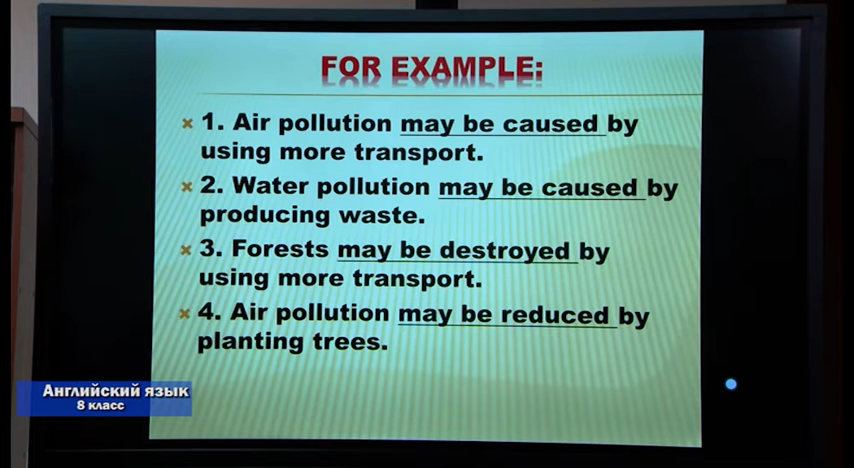 FOR EXAMPLE:
1. Air pollution may be caused by
using more transport.
2. Water pollution may be caused by
producing waste.
3. Forests may be destroyed by
using more transport.
4. Air pollution may be reduced by
planting trees.
Английский язык
8 класс